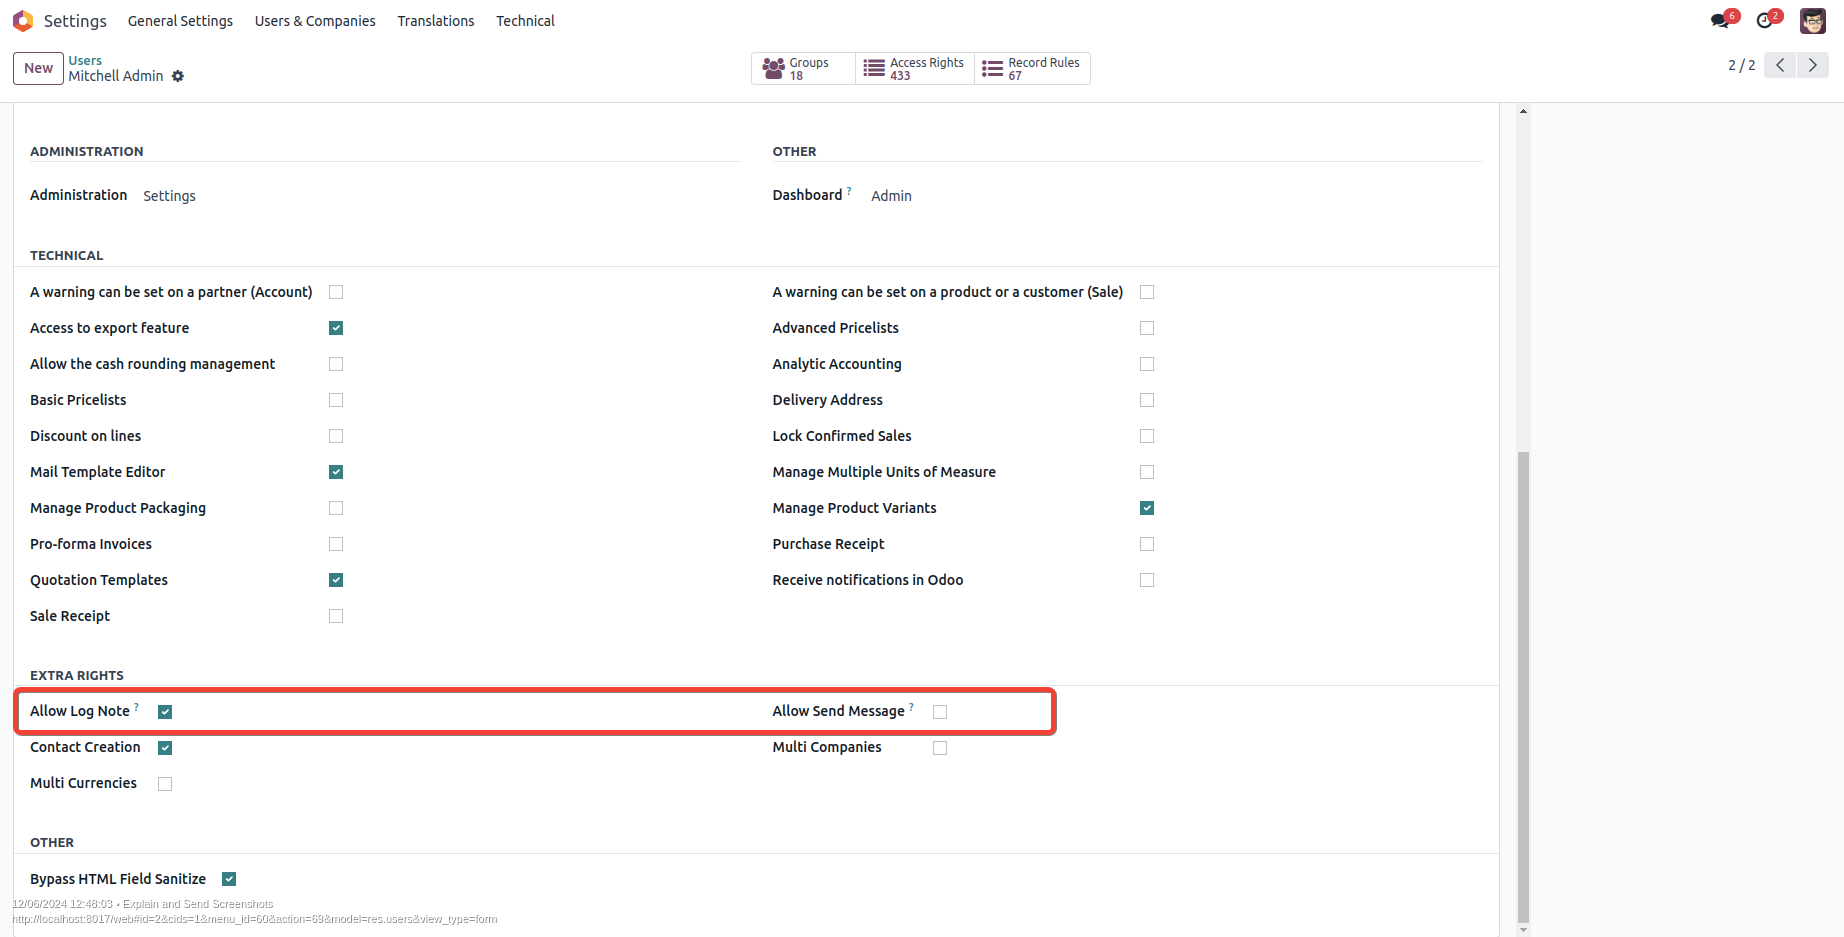 Settings General Settings Users & Companies Translations Technical 6 2
New Users Groups Access Rights Record Rules 2 / 2
Mitchell Admin 18 433 67
ADMINISTRATION OTHER
Administration Settings Dashboard ? Admin
TECHNICAL
A warning can be set on a partner (Account) A warning can be set on a product or a customer (Sale)
Access to export feature Advanced Pricelists
Allow the cash rounding management Analytic Accounting
Basic Pricelists Delivery Address
Discount on lines Lock Confirmed Sales
Mail Template Editor Manage Multiple Units of Measure
Manage Product Packaging Manage Product Variants
Pro-forma Invoices Purchase Receipt
Quotation Templates Receive notifications in Odoo
Sale Receipt
EXTRA RIGHTS
Allow Log Note ? Allow Send Message ?
Contact Creation Multi Companies
Multi Currencies
OTHER
Bypass HTML Field Sanitize
12/06/2024 12:48:03 • Explain and Send Screenshots
http://localhost:8017/web#id=2&cids=1&menu_id=60&action=69&model=res.users&view_type=form